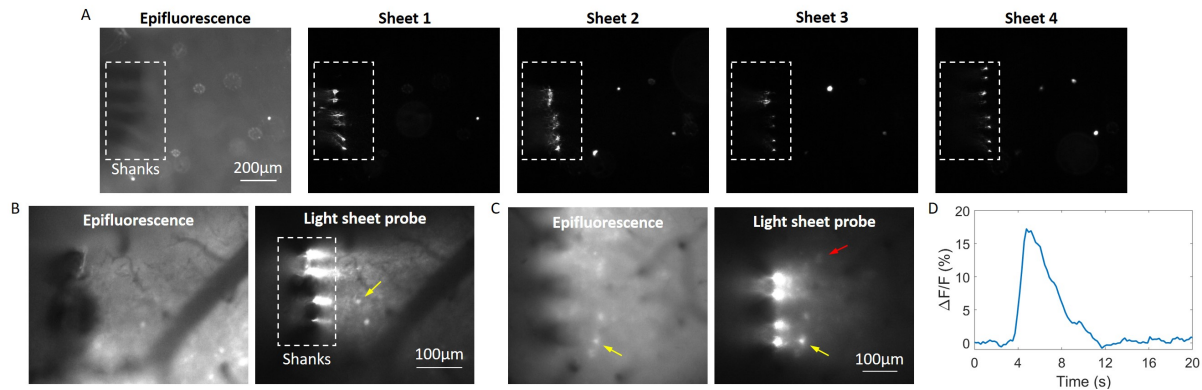 A
Epifluorescence
Sheet 1
Sheet 2
Sheet 3
Sheet 4
Shanks
200μm
B
Epifluorescence
Light sheet probe
Shanks
100μm
C
Epifluorescence
Light sheet probe
100μm
D
20
15
10
5
0
ΔF/F (%)
0 4 8 12 16 20
Time (s)